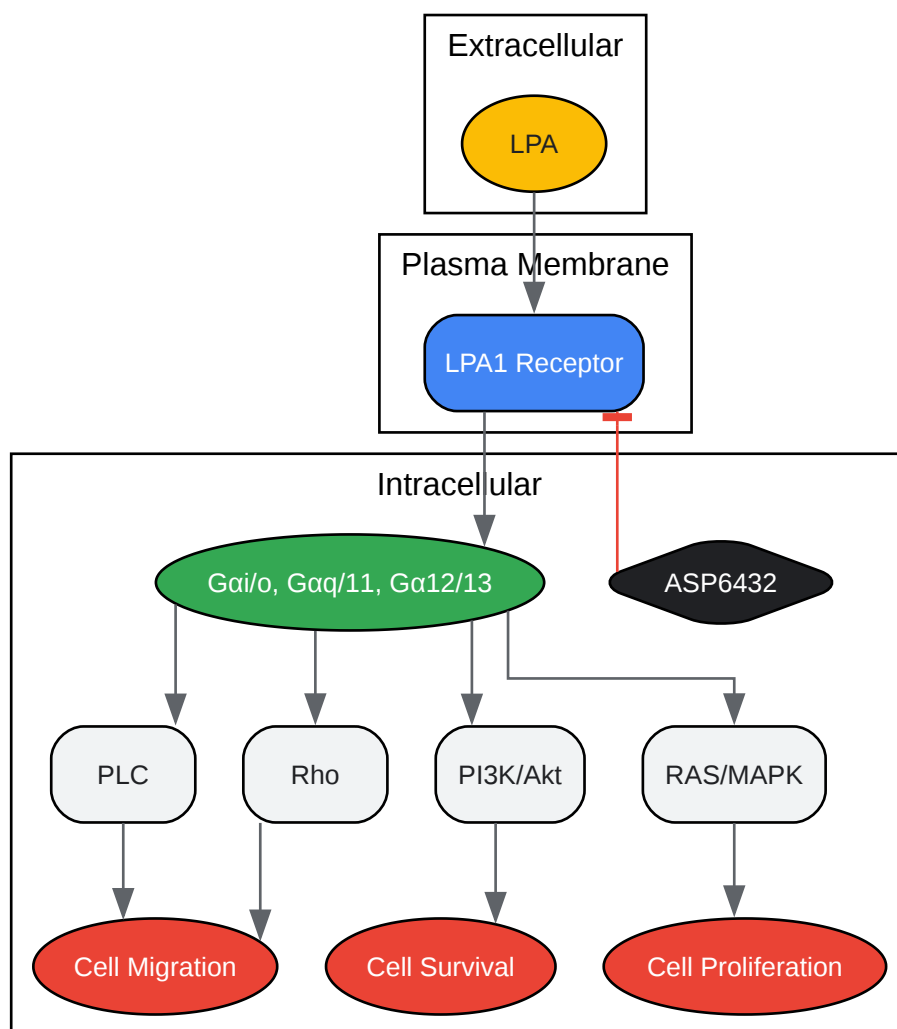 Extracellular
LPA
Plasma Membrane
LPA1 Receptor
Intracellular
Gαi/o, Gαq/11, Gα12/13
ASP6432
PLC
Rho
PI3K/Akt
RAS/MAPK
Cell Migration
Cell Survival
Cell Proliferation